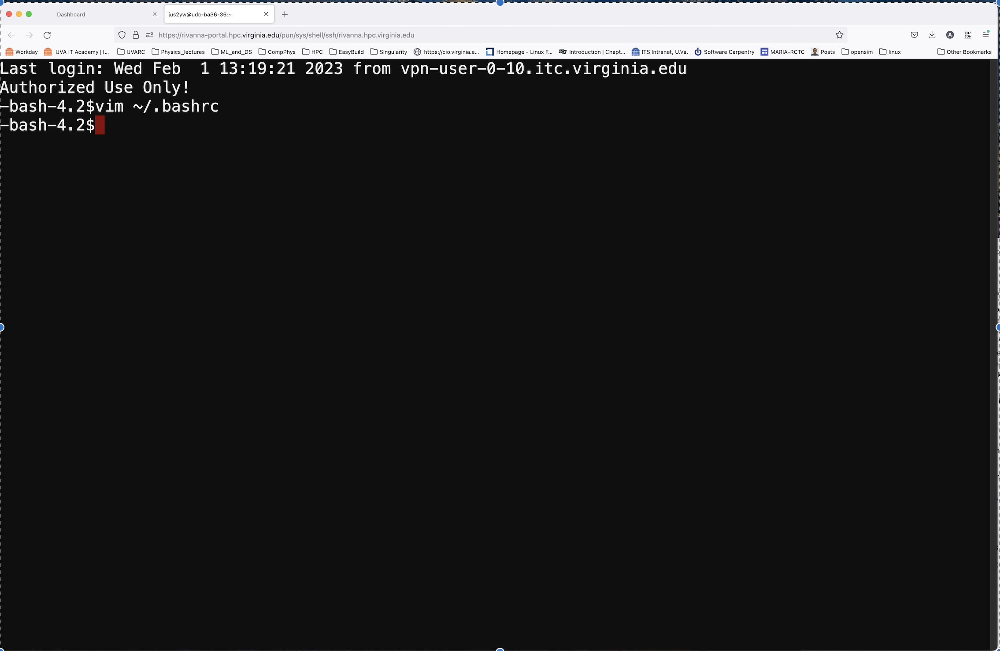 Dashboard
jus2yw@udc-ba36-36:~
https://rivanna-portal.hpc.virginia.edu/pun/sys/shell/ssh/rivanna.hpc.virginia.edu
A
Workday UVA IT Academy | I... UVARC Physics_lectures ML_and_DS CompPhys HPC EasyBuild Singularity https://cio.virginia.e... Homepage - Linux F... Introduction | Chapt... ITS Intranet, U.Va. Software Carpentry MARIA-RCTC Posts opensim linux Other Bookmarks
Last login: Wed Feb  1 13:19:21 2023 from vpn-user-0-10.itc.virginia.edu
Authorized Use Only!
-bash-4.2$vim ~/.bashrc
-bash-4.2$